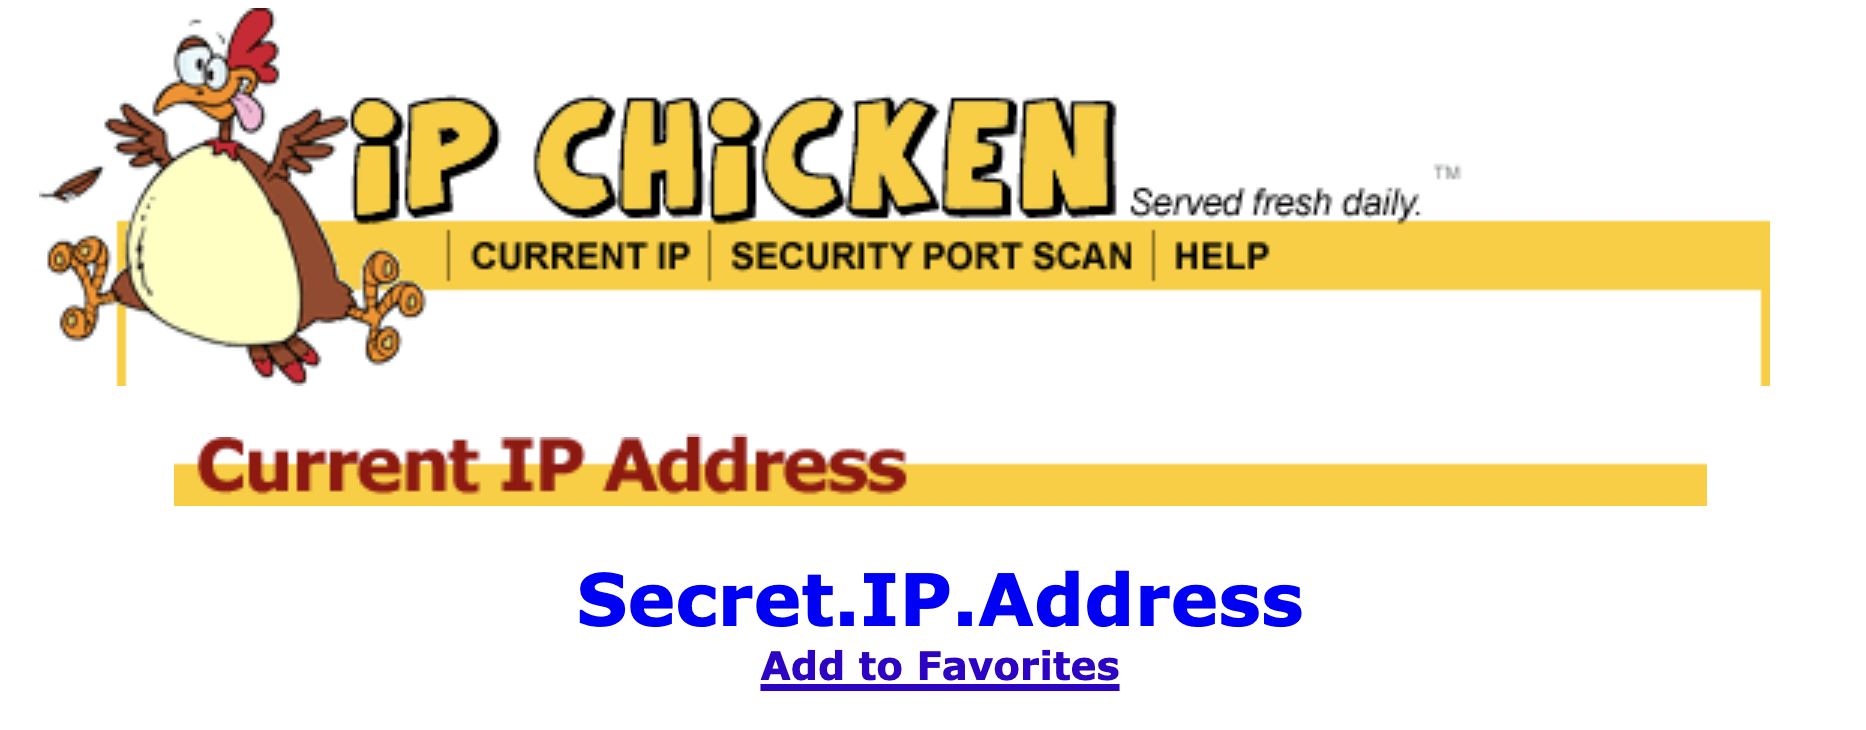 iP CHiCKEN
Served fresh daily.
TM
CURRENT IP | SECURITY PORT SCAN | HELP
Current IP Address
Secret.IP.Address
Add to Favorites